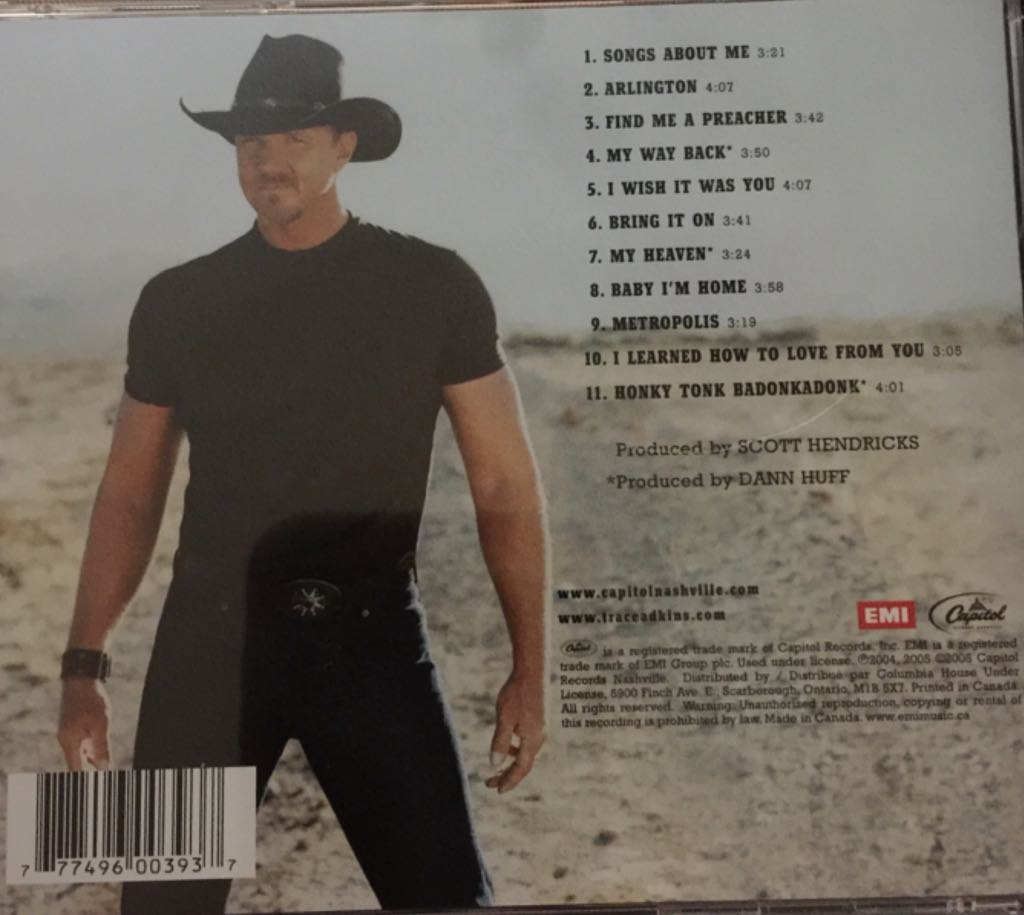 1. SONGS ABOUT ME 3:21
2. ARLINGTON 4:07
3. FIND ME A PREACHER 3:42
4. MY WAY BACK* 3:50
5. I WISH IT WAS YOU 4:07
6. BRING IT ON 3:41
7. MY HEAVEN* 3:24
8. BABY I'M HOME 3:58
9. METROPOLIS 3:19
10. I LEARNED HOW TO LOVE FROM YOU 3:05
11. HONKY TONK BADONKADONK* 4:01
Produced by SCOTT HENDRICKS
*Produced by DANN HUFF
www.capitolnashville.com
www.traceadkins.com
EMI
Capitol
Capitol is a registered trade mark of Capitol Records, Inc. EMI is a registered
trade mark of EMI Group plc. Used under license. ℗2004, 2005 ©2005 Capitol
Records Nashville. Distributed by / Distribue par Columbia House Under
License, 5900 Finch Ave. E., Scarborough, Ontario, M1B 5X7. Printed in Canada.
All rights reserved. Warning: Unauthorized reproduction, copying or rental of
this recording is prohibited by law. Made in Canada. www.emimusic.ca
7 77496 00393 7